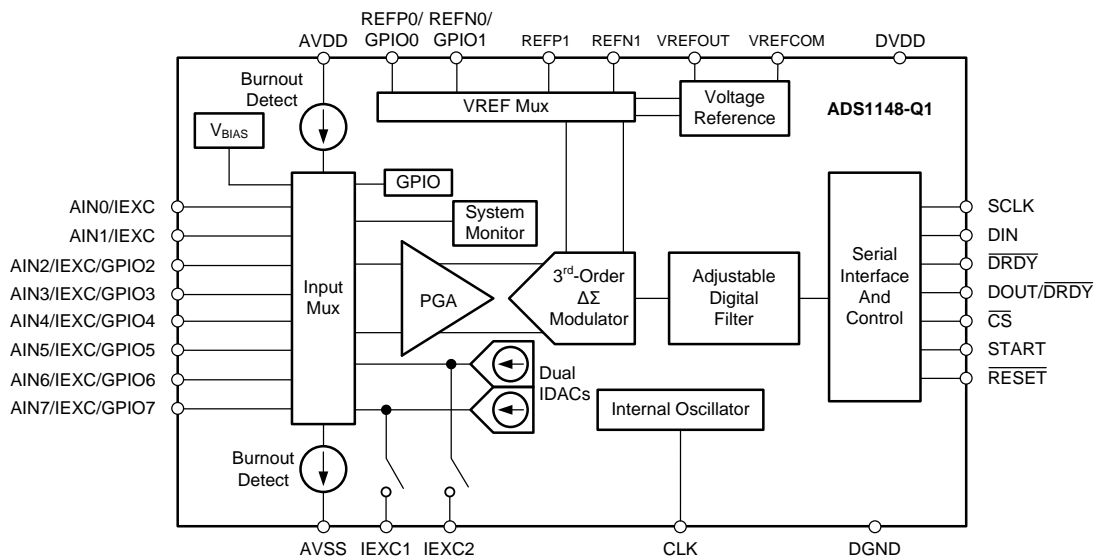 REFP0/ REFN0/
AVDD GPIO0 GPIO1 REFP1 REFN1 VREFOUT VREFCOM DVDD
Burnout
Detect
VREF Mux
Voltage
Reference
ADS1148-Q1
VBIAS
GPIO
System
Monitor
AIN0/IEXC
AIN1/IEXC
AIN2/IEXC/GPIO2
AIN3/IEXC/GPIO3
AIN4/IEXC/GPIO4
AIN5/IEXC/GPIO5
AIN6/IEXC/GPIO6
AIN7/IEXC/GPIO7
Input
Mux
PGA
3rd-Order
ΔΣ
Modulator
Adjustable
Digital
Filter
Serial
Interface
And
Control
SCLK
DIN
DRDY
DOUT/DRDY
CS
START
RESET
Dual
IDACs
Internal Oscillator
Burnout
Detect
AVSS IEXC1 IEXC2 CLK DGND